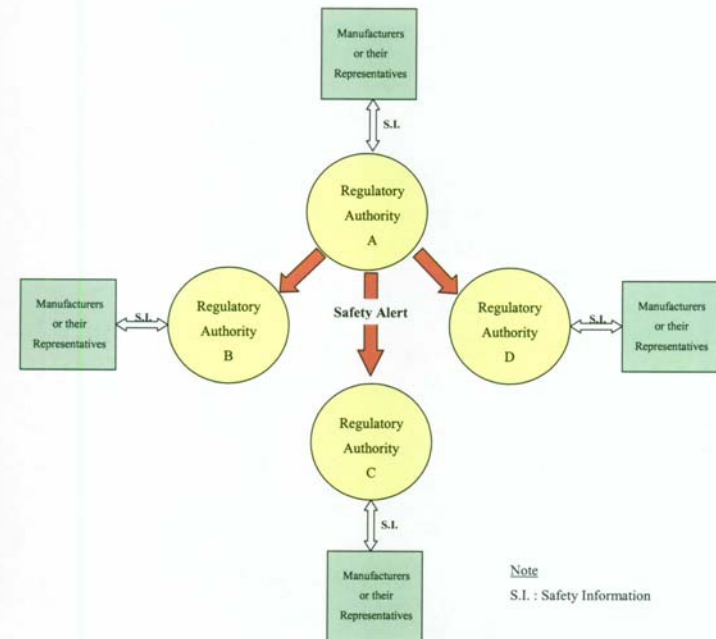 Manufacturers
or their
Representatives
S.I.
Regulatory
Authority
A
Manufacturers
or their
Representatives
S.I.
Regulatory
Authority
B
Safety Alert
Regulatory
Authority
D
S.I.
Manufacturers
or their
Representatives
Regulatory
Authority
C
S.I.
Manufacturers
or their
Representatives
Note
S.I. : Safety Information